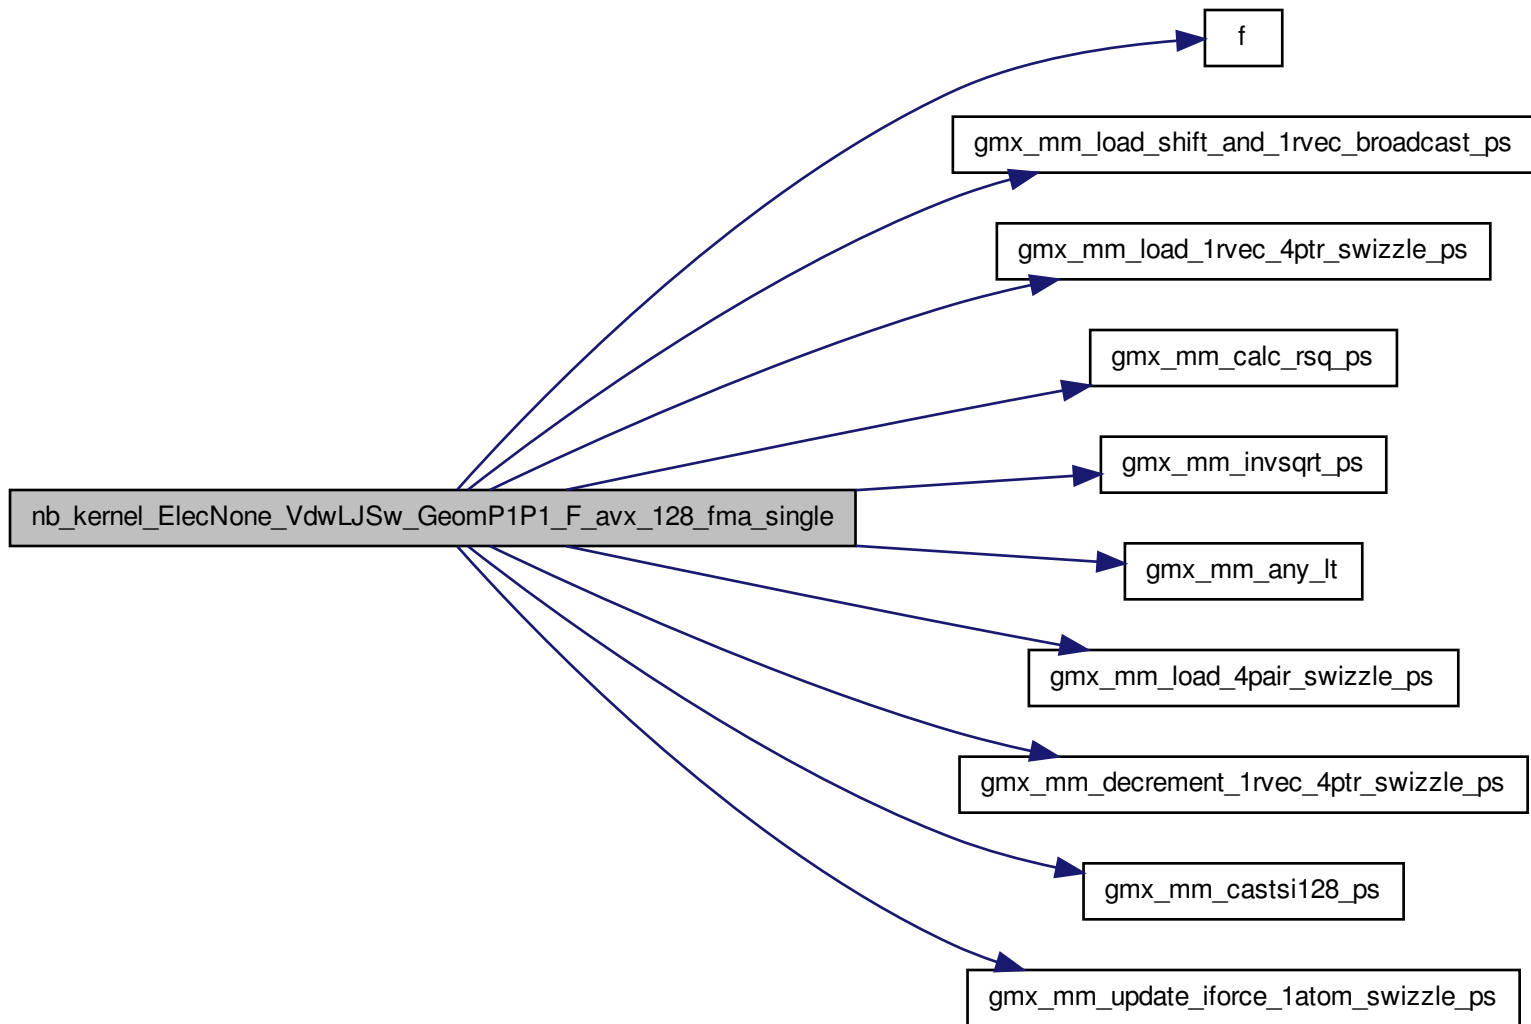 f
gmx_mm_load_shift_and_1rvec_broadcast_ps
gmx_mm_load_1rvec_4ptr_swizzle_ps
gmx_mm_calc_rsq_ps
gmx_mm_invsqrt_ps
nb_kernel_ElecNone_VdwLJSw_GeomP1P1_F_avx_128_fma_single
gmx_mm_any_lt
gmx_mm_load_4pair_swizzle_ps
gmx_mm_decrement_1rvec_4ptr_swizzle_ps
gmx_mm_castsi128_ps
gmx_mm_update_iforce_1atom_swizzle_ps